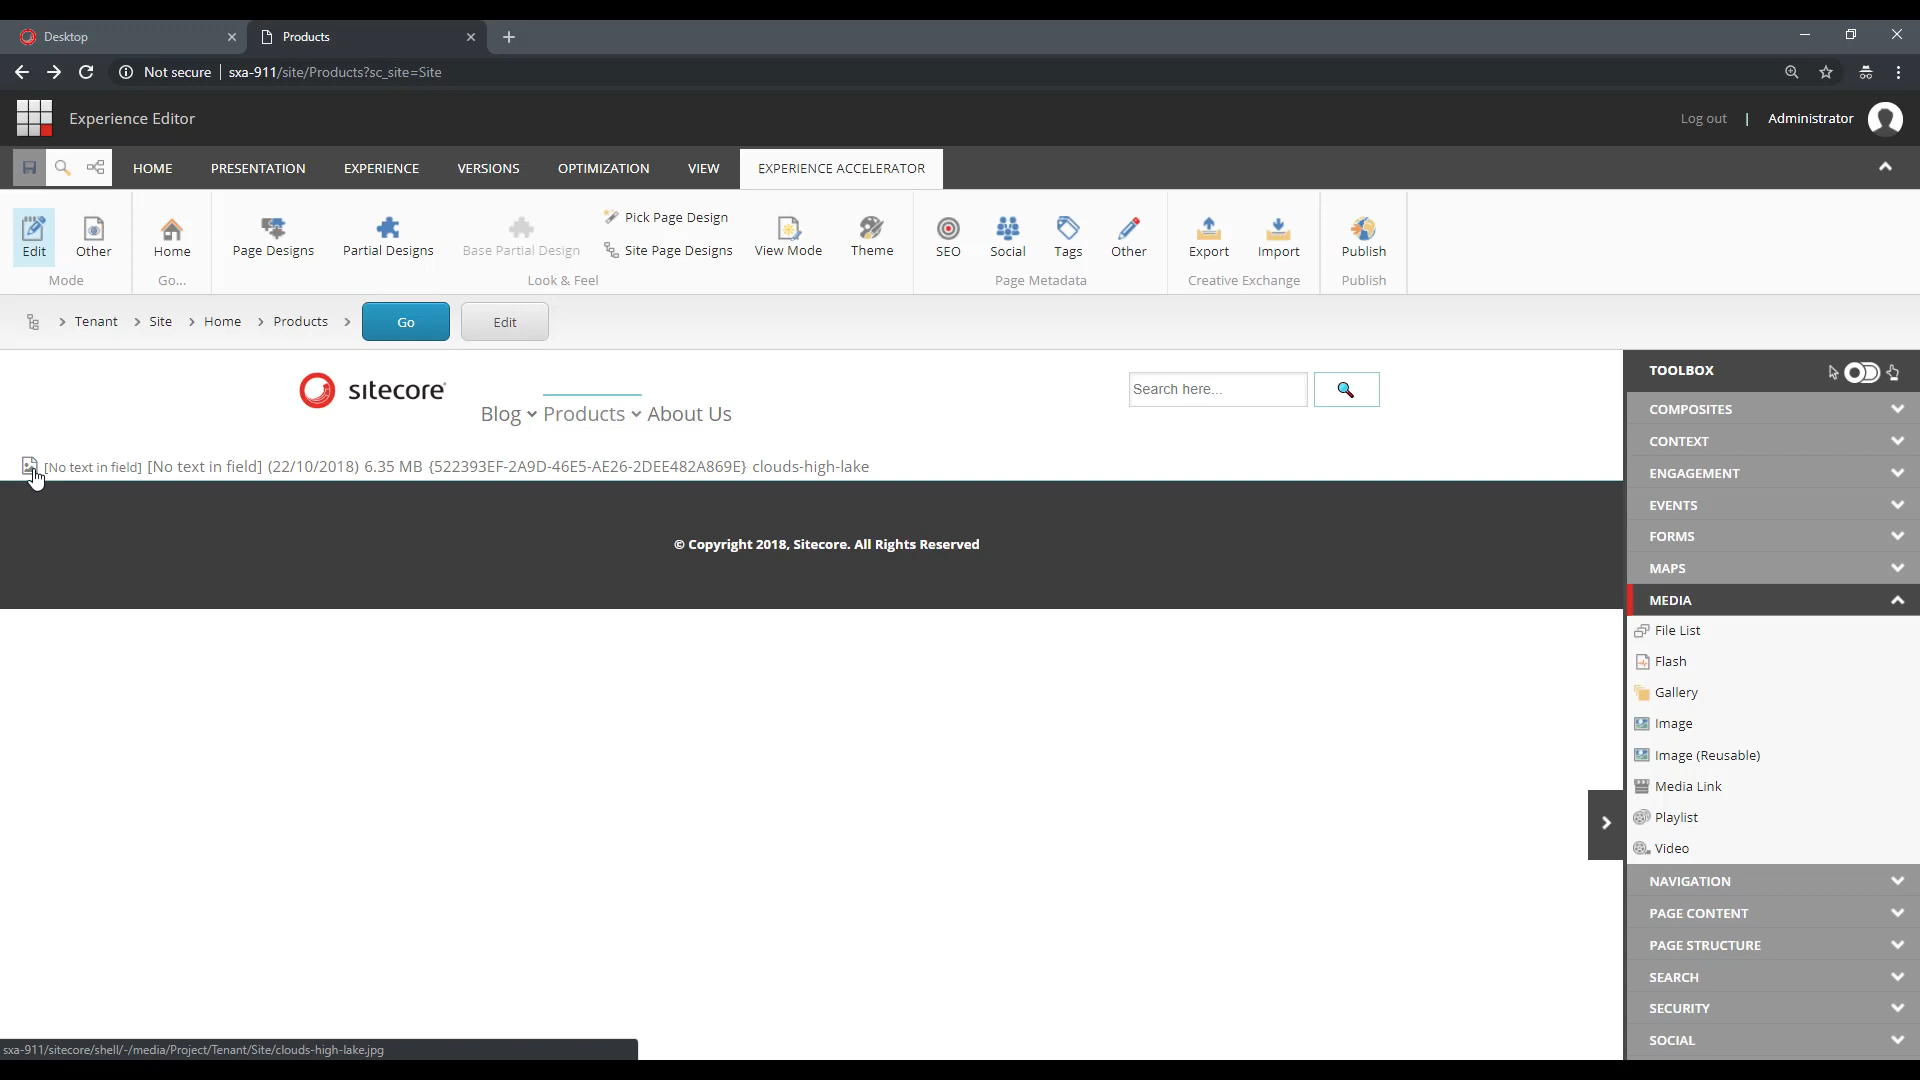 Desktop
Products
Not secure
sxa-911/site/Products?sc_site=Site
Experience Editor
Log out | Administrator
HOME
PRESENTATION
EXPERIENCE
VERSIONS
OPTIMIZATION
VIEW
EXPERIENCE ACCELERATOR
Edit
Other
Mode
Home
Go...
Page Designs
Partial Designs
Base Partial Design
Pick Page Design
Site Page Designs
View Mode
Theme
Look & Feel
SEO
Social
Tags
Other
Page Metadata
Export
Import
Creative Exchange
Publish
Publish
Tenant
Site
Home
Products
Go
Edit
sitecore
Blog
Products
About Us
Search here...
[No text in field] [No text in field] (22/10/2018) 6.35 MB {522393EF-2A9D-46E5-AE26-2DEE482A869E} clouds-high-lake
© Copyright 2018, Sitecore. All Rights Reserved
TOOLBOX
COMPOSITES
CONTEXT
ENGAGEMENT
EVENTS
FORMS
MAPS
MEDIA
File List
Flash
Gallery
Image
Image (Reusable)
Media Link
Playlist
Video
NAVIGATION
PAGE CONTENT
PAGE STRUCTURE
SEARCH
SECURITY
SOCIAL
sxa-911/sitecore/shell/-/media/Project/Tenant/Site/clouds-high-lake.jpg